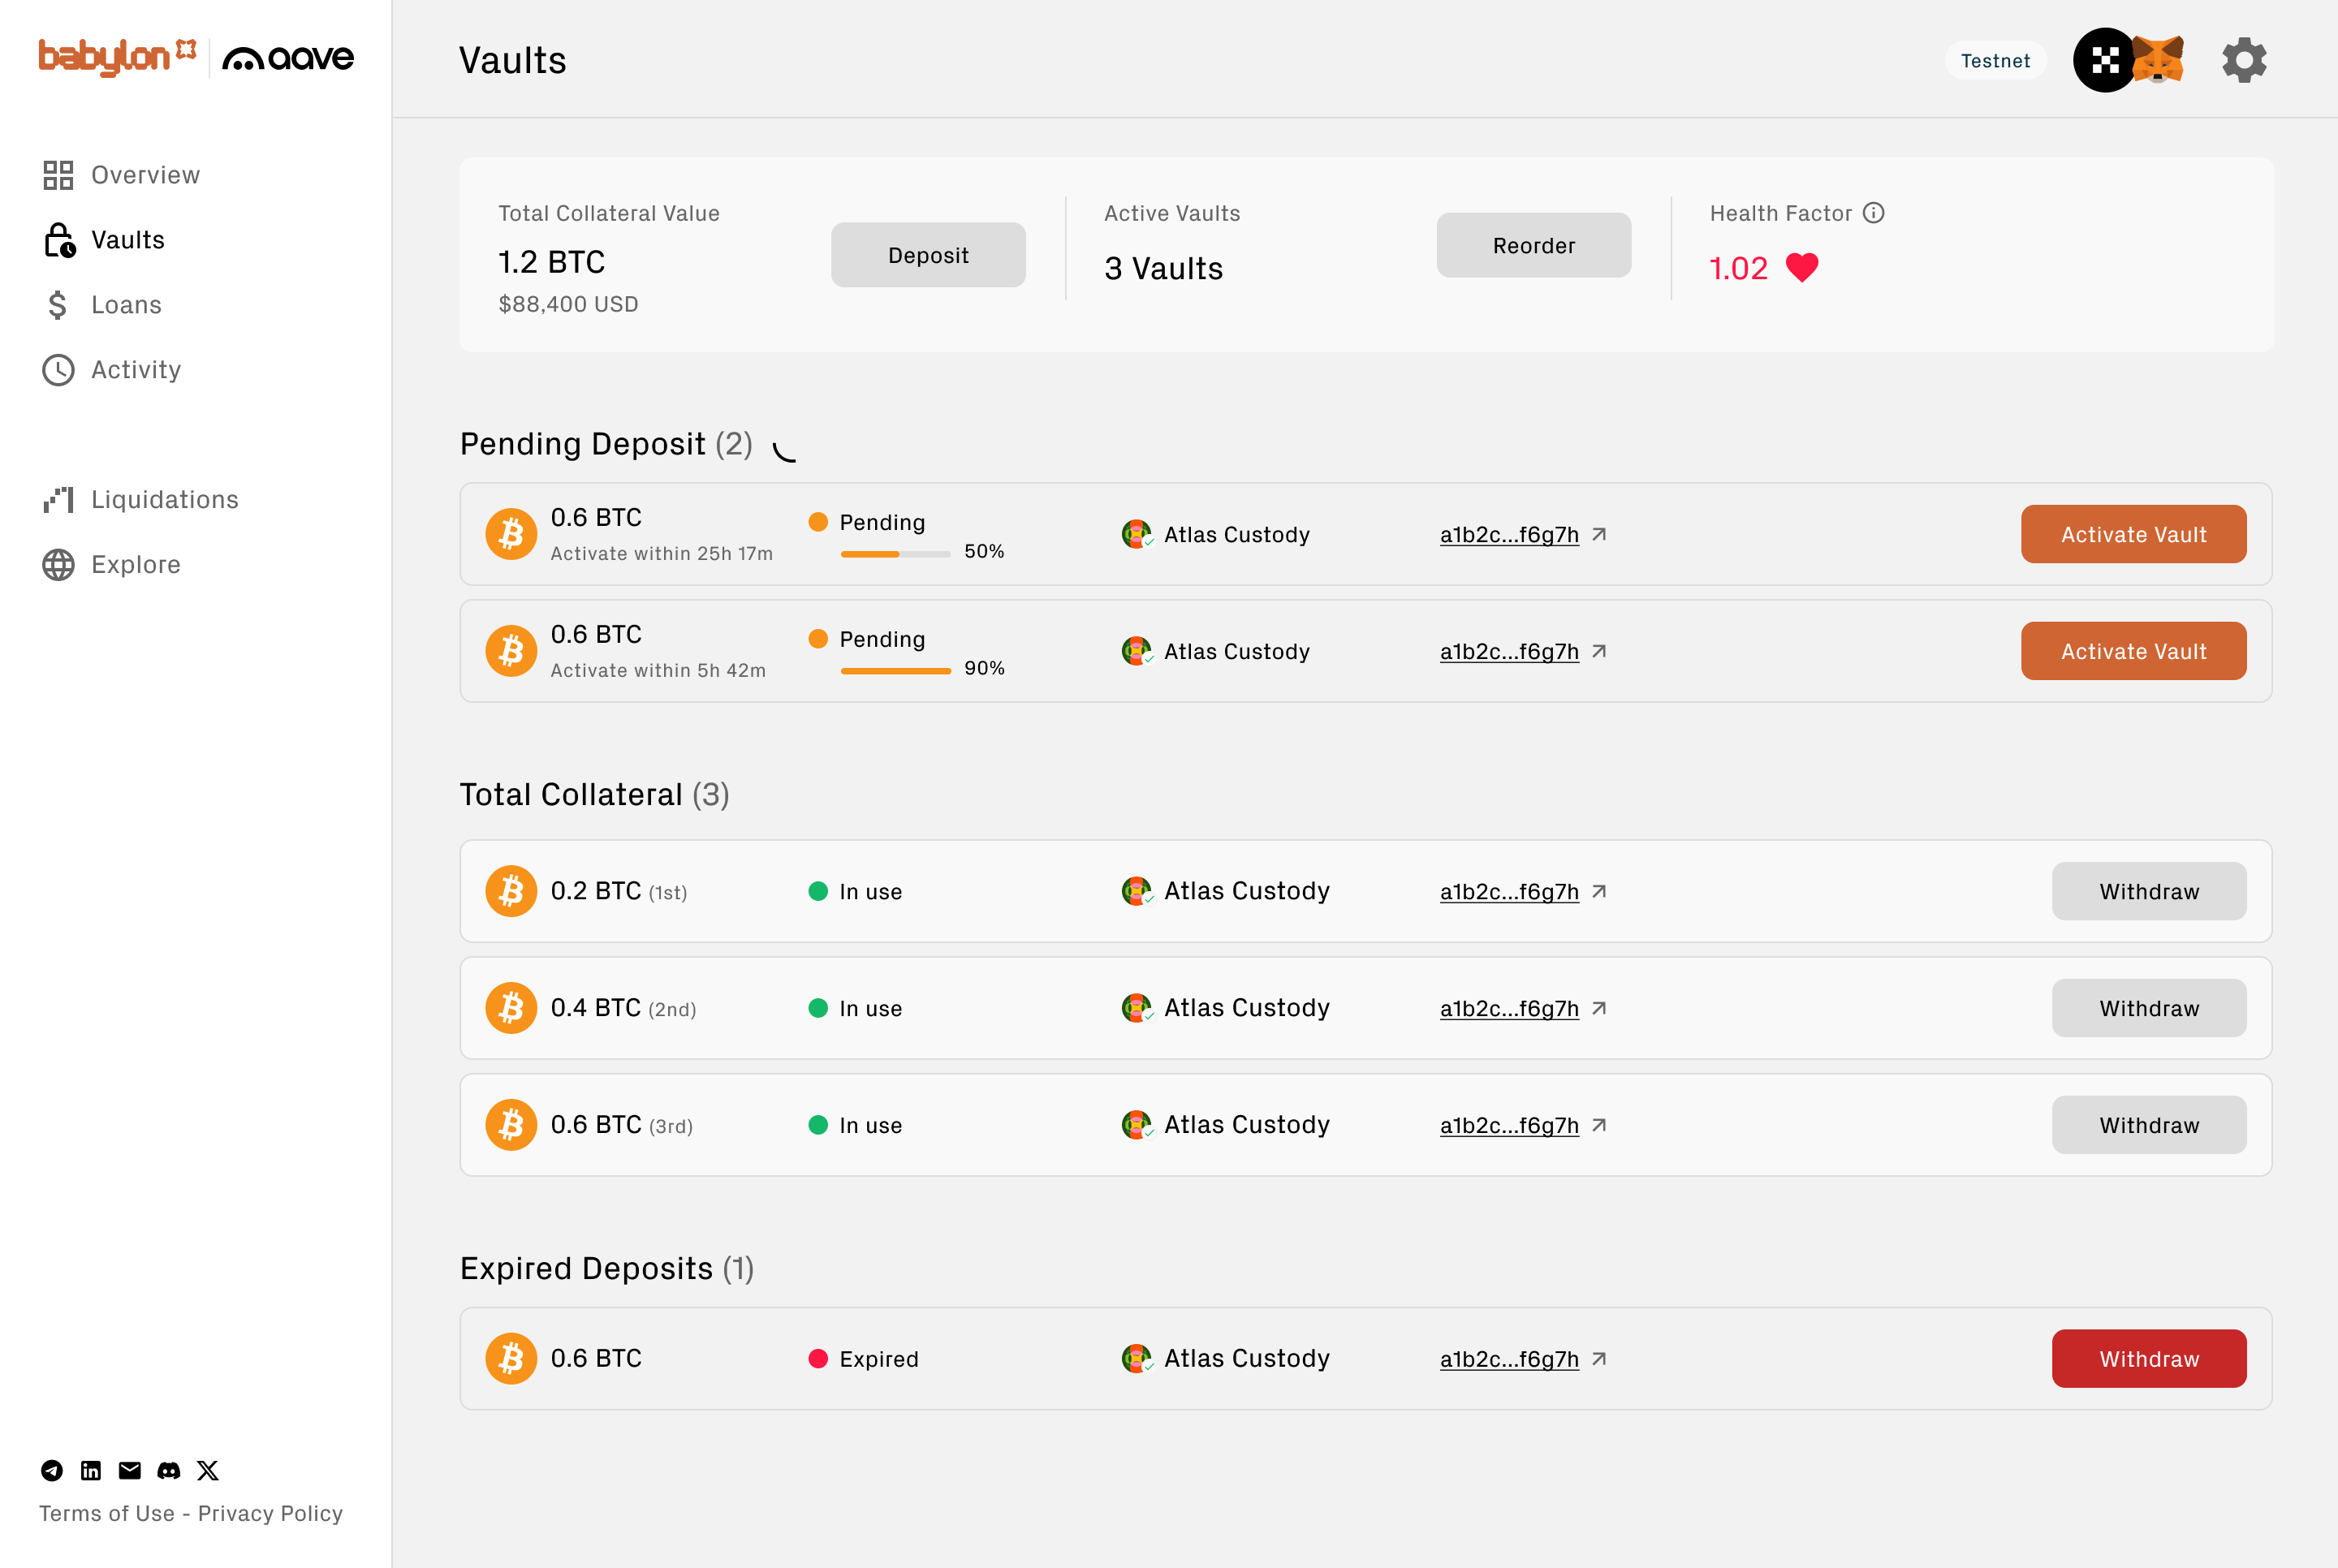 babylon aave
Vaults
Testnet
Overview
Vaults
Loans
Activity
Liquidations
Explore
Total Collateral Value
1.2 BTC
$88,400 USD
Deposit
Active Vaults
3 Vaults
Reorder
Health Factor
1.02
Pending Deposit (2)
0.6 BTC
Activate within 25h 17m
Pending
50%
Atlas Custody
a1b2c...f6g7h
Activate Vault
0.6 BTC
Activate within 5h 42m
Pending
90%
Atlas Custody
a1b2c...f6g7h
Activate Vault
Total Collateral (3)
0.2 BTC (1st)
In use
Atlas Custody
a1b2c...f6g7h
Withdraw
0.4 BTC (2nd)
In use
Atlas Custody
a1b2c...f6g7h
Withdraw
0.6 BTC (3rd)
In use
Atlas Custody
a1b2c...f6g7h
Withdraw
Expired Deposits (1)
0.6 BTC
Expired
Atlas Custody
a1b2c...f6g7h
Withdraw
Terms of Use - Privacy Policy